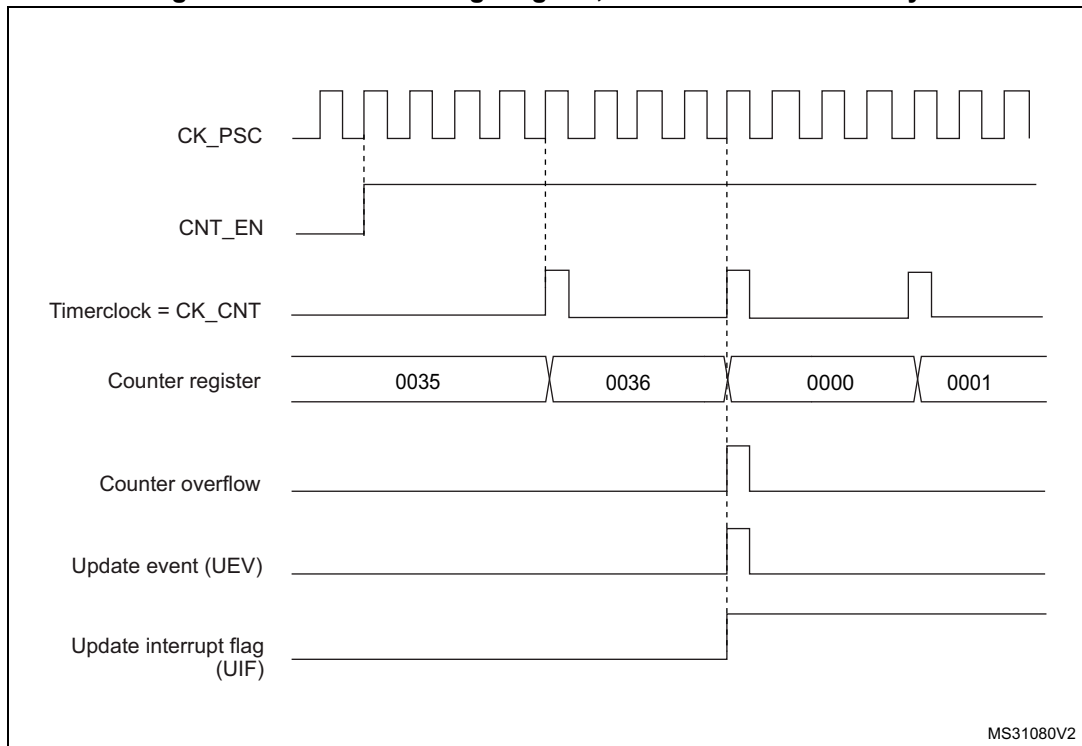 CK_PSC
CNT_EN
Timerclock = CK_CNT
Counter register
0035
0036
0000
0001
Counter overflow
Update event (UEV)
Update interrupt flag
(UIF)
MS31080V2